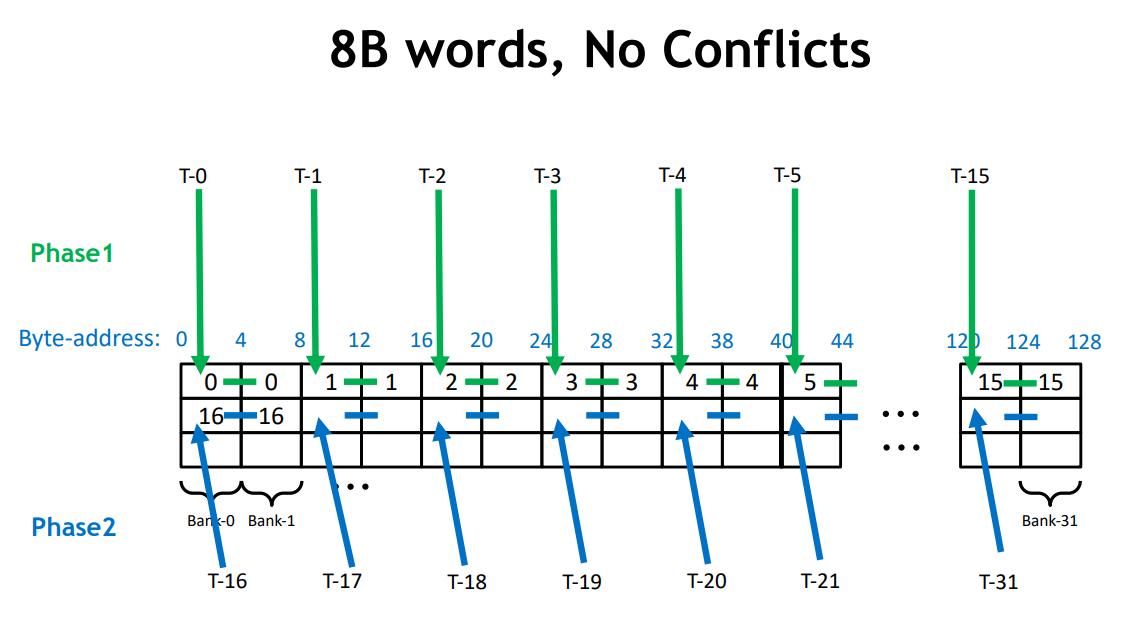 8B words, No Conflicts
T-0 T-1 T-2 T-3 T-4 T-5 T-15
Phase1
Byte-address: 0 4 8 12 16 20 24 28 32 38 40 44 120 124 128
0 0 1 1 2 2 3 3 4 4 5 15 15
16 16 ...
...
...
Bank-0 Bank-1 Bank-31
Phase2
T-16 T-17 T-18 T-19 T-20 T-21 T-31